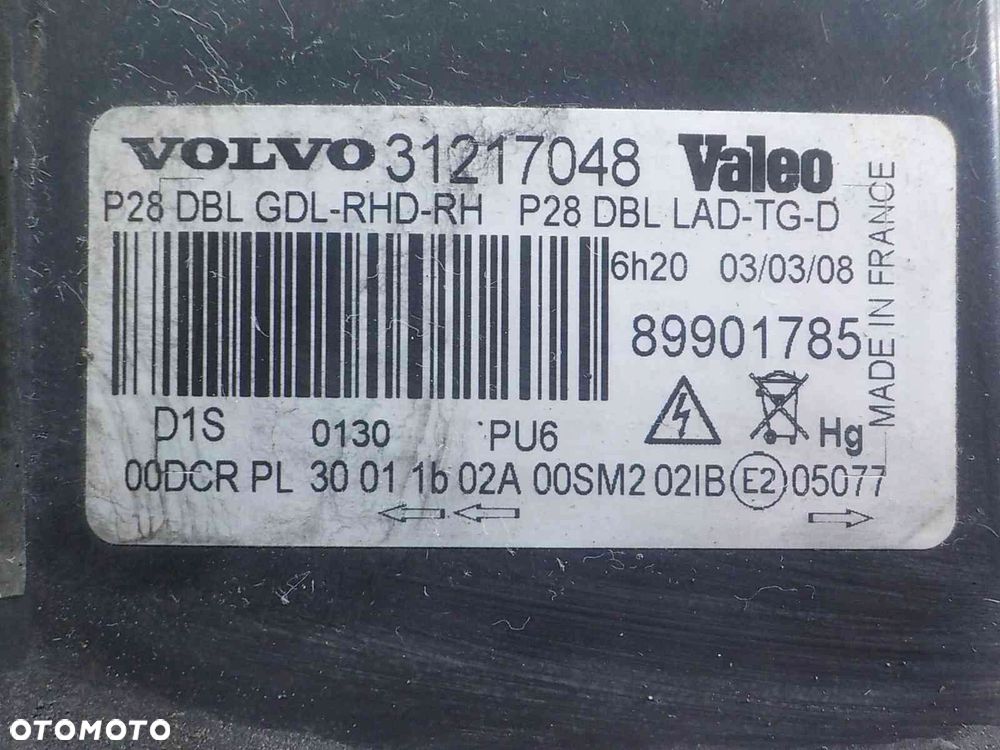 VOLVO 31217048 Valeo
P28 DBL GDL-RHD-RH P28 DBL LAD-TG-D
6h20 03/03/08
89901785
MADE IN FRANCE
Hg
D1S 0130 PU6
00DCR PL 30 01 1b 02A 00SM2 02IB E2 05077
OTOMOTO